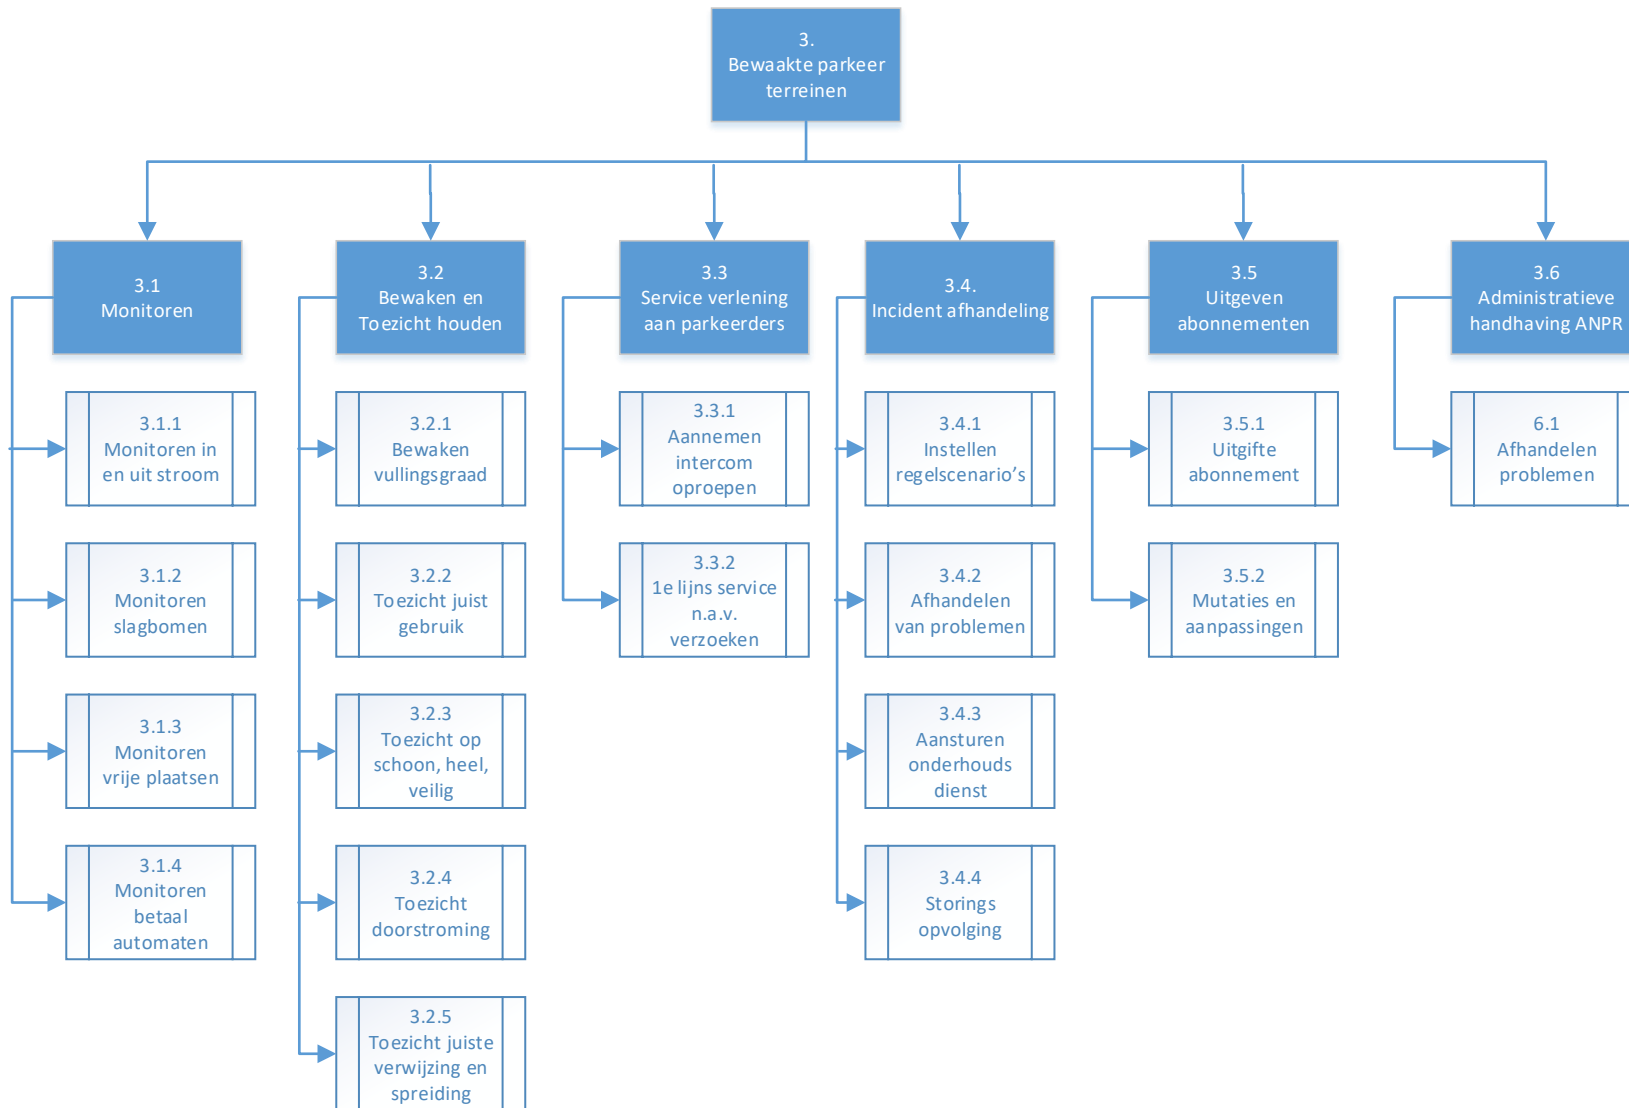 3.
Bewaakte parkeer
terreinen
3.1
Monitoren
3.2
Bewaken en
Toezicht houden
3.3
Service verlening
aan parkeerders
3.4.
Incident afhandeling
3.5
Uitgeven
abonnementen
3.6
Administratieve
handhaving ANPR
3.1.1
Monitoren in
en uit stroom
3.2.1
Bewaken
vullingsgraad
3.3.1
Aannemen
intercom
oproepen
3.4.1
Instellen
regelscenario’s
3.5.1
Uitgifte
abonnement
6.1
Afhandelen
problemen
3.1.2
Monitoren
slagbomen
3.2.2
Toezicht juist
gebruik
3.3.2
1e lijns service
n.a.v.
verzoeken
3.4.2
Afhandelen
van problemen
3.5.2
Mutaties en
aanpassingen
3.1.3
Monitoren
vrije plaatsen
3.2.3
Toezicht op
schoon, heel,
veilig
3.4.3
Aansturen
onderhouds
dienst
3.1.4
Monitoren
betaal
automaten
3.2.4
Toezicht
doorstroming
3.4.4
Storings
opvolging
3.2.5
Toezicht juiste
verwijzing en
spreiding